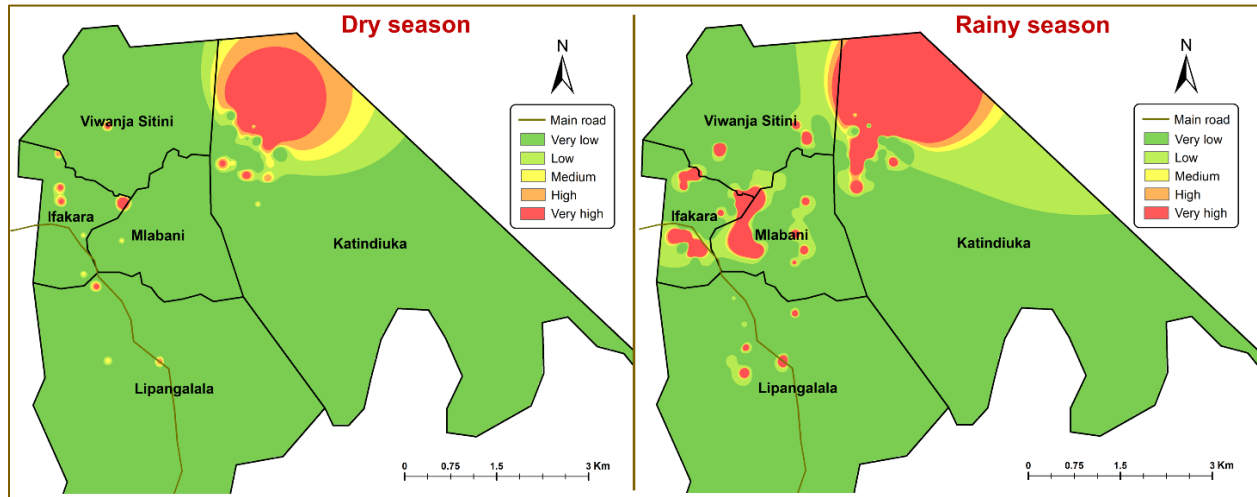 Dry season
N
Main road
Very low
Low
Medium
High
Very high
Viwanja Sitini
Ifakara
Mlabani
Katindiuka
Lipangalala
0 0.75 1.5 3 Km
Rainy season
N
Main road
Very low
Low
Medium
High
Very high
Viwanja Sitini
Ifakara
Mlabani
Katindiuka
Lipangalala
0 0.75 1.5 3 Km